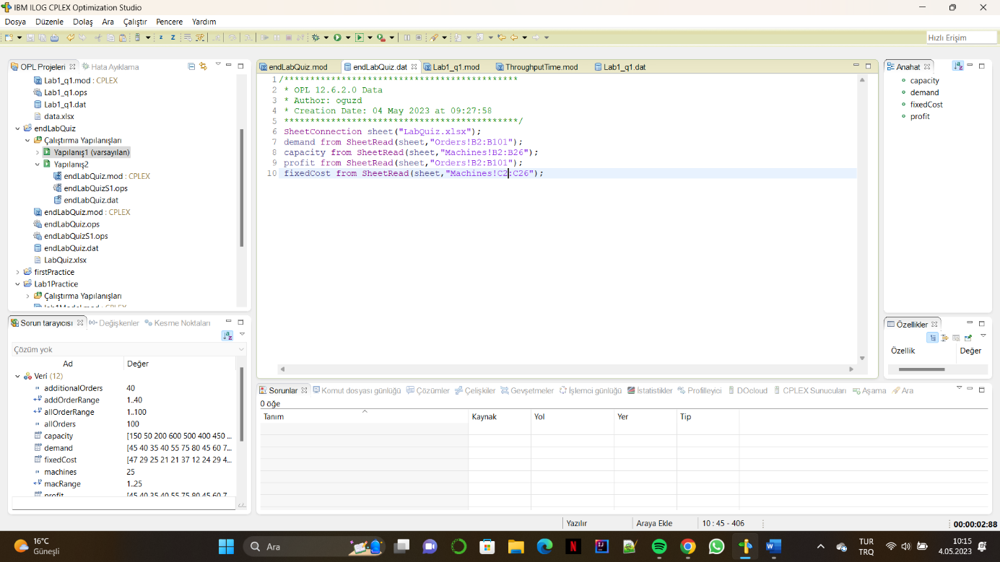 IBM ILOG CPLEX Optimization Studio
Dosya Düzenle Dolaş Ara Çalıştır Pencere Yardım
Hızlı Erişim
OPL Projeleri Hata Ayıklama
Lab1_q1.mod : CPLEX
Lab1_q1.ops
Lab1_q1.dat
data.xlsx
endLabQuiz
Çalıştırma Yapılanışları
Yapılanış1 (varsayılan)
Yapılanış2
endLabQuiz.mod : CPLEX
endLabQuizS1.ops
endLabQuiz.dat
endLabQuiz.mod : CPLEX
endLabQuiz.ops
endLabQuizS1.ops
endLabQuiz.dat
LabQuiz.xlsx
firstPractice
Lab1Practice
Çalıştırma Yapılanışları
lab1Model.mod : CPLEX
endLabQuiz.mod endLabQuiz.dat Lab1_q1.mod ThroughputTime.mod Lab1_q1.dat
1 /*********************************************
2 * OPL 12.6.2.0 Data
3 * Author: oguzd
4 * Creation Date: 04 May 2023 at 09:27:58
5 *********************************************/
6 SheetConnection sheet("LabQuiz.xlsx");
7 demand from SheetRead(sheet,"Orders!B2:B101");
8 capacity from SheetRead(sheet,"Machines!B2:B26");
9 profit from SheetRead(sheet,"Orders!B2:B101");
10 fixedCost from SheetRead(sheet,"Machines!C2:C26");
Anahat
capacity
demand
fixedCost
profit
Sorun tarayıcısı Değişkenler Kesme Noktaları
Çözüm yok
Ad Değer
Veri (12)
additionalOrders 40
addOrderRange 1..40
allOrderRange 1..100
allOrders 100
capacity [150 50 200 600 500 400 450 ...
demand [45 40 35 40 55 75 80 45 60 7...
fixedCost [47 29 25 21 21 37 12 24 29 4...
machines 25
macRange 1..25
profit [45 40 35 40 55 75 80 45 60 7...
Özellikler
Özellik Değer
Sorunlar Komut dosyası günlüğü Çözümler Çelişkiler Gevşetmeler İşlemci günlüğü İstatistikler Profilleyici DOcloud CPLEX Sunucuları Aşama Ara
0 öğe
Tanım Kaynak Yol Yer Tip
Yazılır Araya Ekle 10 : 45 - 406 00:00:02:88
16°C
Güneşli
Ara
TUR
TRQ
10:15
4.05.2023